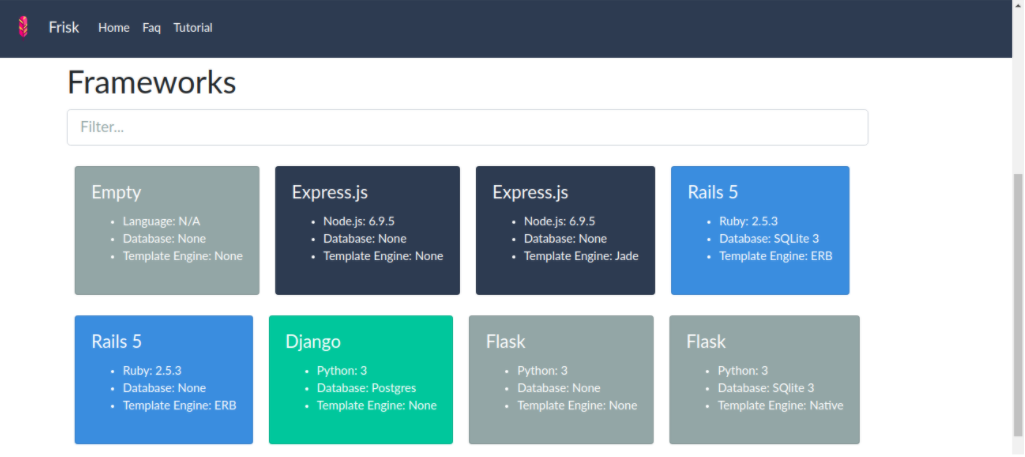 Frisk Home Faq Tutorial
Frameworks
Filter...
Empty
Language: N/A
Database: None
Template Engine: None
Express.js
Node.js: 6.9.5
Database: None
Template Engine: None
Express.js
Node.js: 6.9.5
Database: None
Template Engine: Jade
Rails 5
Ruby: 2.5.3
Database: SQLite 3
Template Engine: ERB
Rails 5
Ruby: 2.5.3
Database: None
Template Engine: ERB
Django
Python: 3
Database: Postgres
Template Engine: None
Flask
Python: 3
Database: None
Template Engine: None
Flask
Python: 3
Database: SQlite 3
Template Engine: Native